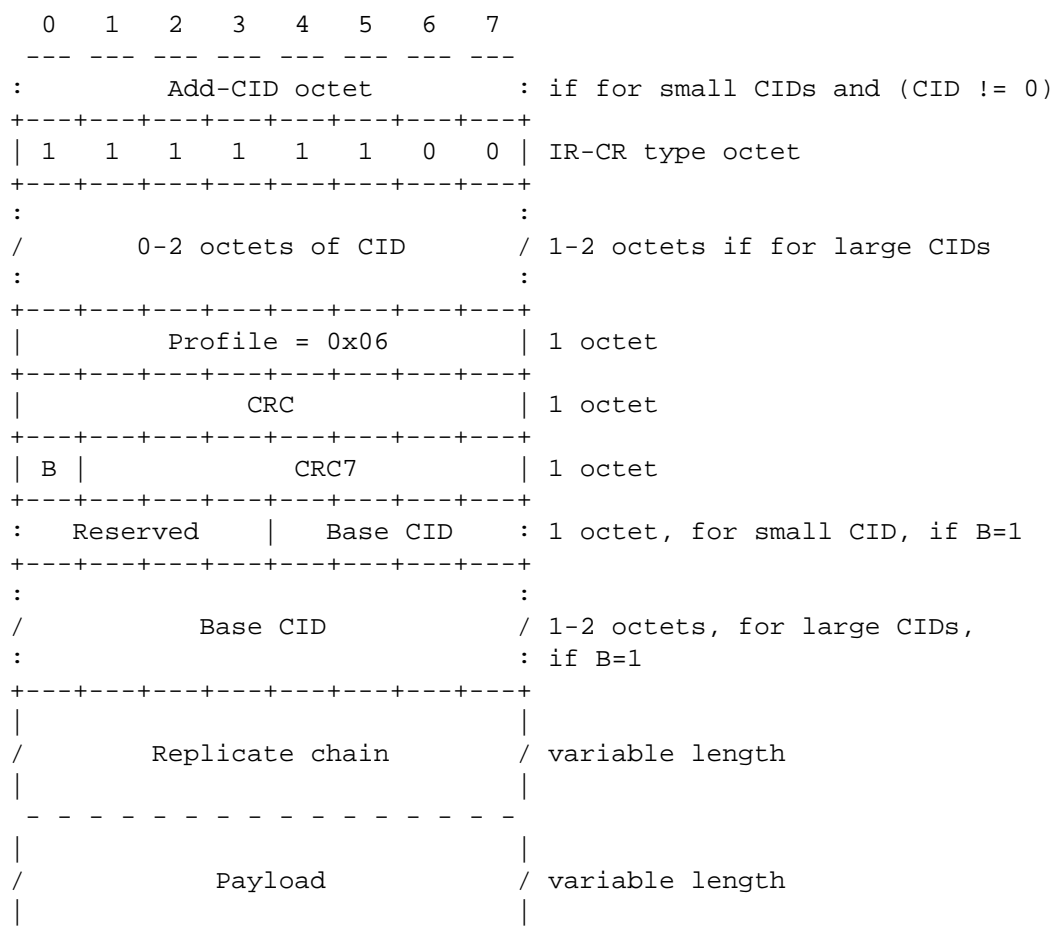 0   1   2   3   4   5   6   7
 --- --- --- --- --- --- --- ---
:         Add-CID octet         : if for small CIDs and (CID != 0)
+---+---+---+---+---+---+---+---+
| 1   1   1   1   1   1   0   0 | IR-CR type octet
+---+---+---+---+---+---+---+---+
:                               :
/       0-2 octets of CID       / 1-2 octets if for large CIDs
:                               :
+---+---+---+---+---+---+---+---+
|         Profile = 0x06        | 1 octet
+---+---+---+---+---+---+---+---+
|              CRC              | 1 octet
+---+---+---+---+---+---+---+---+
| B |             CRC7          | 1 octet
+---+---+---+---+---+---+---+---+
:   Reserved    |   Base CID    : 1 octet, for small CID, if B=1
+---+---+---+---+---+---+---+---+
:                               :
/           Base CID            / 1-2 octets, for large CIDs,
:                               : if B=1
+---+---+---+---+---+---+---+---+
|                               |
/        Replicate chain        / variable length
|                               |
 - - - - - - - - - - - - - - - -
|                               |
/            Payload            / variable length
|                               |